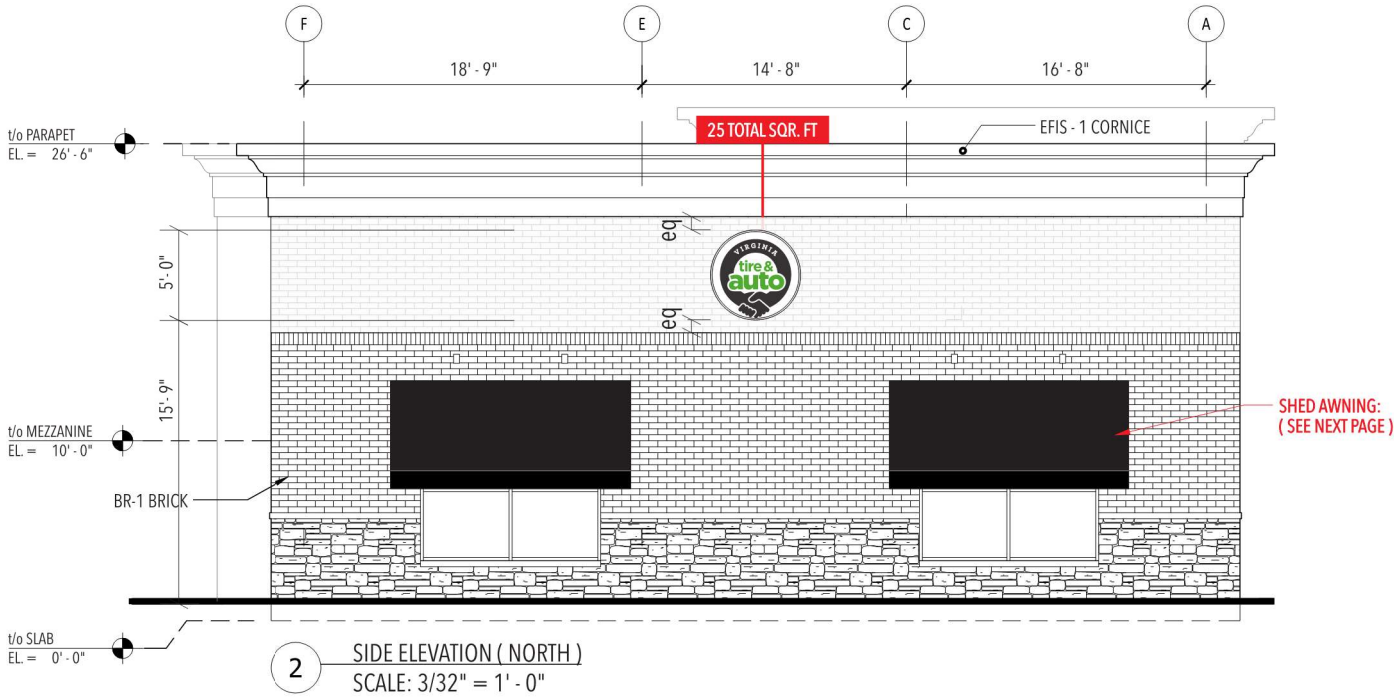 F
E
C
A
18' - 9"
14' - 8"
16' - 8"
t/o PARAPET
EL. = 26' - 6"
25 TOTAL SQR. FT
EFIS - 1 CORNICE
eq
5' - 0"
VIRGINIA
tire &
auto
eq
15' - 9"
t/o MEZZANINE
EL. = 10' - 0"
SHED AWNING:
( SEE NEXT PAGE )
BR-1 BRICK
t/o SLAB
EL. = 0' - 0"
2
SIDE ELEVATION ( NORTH )
SCALE: 3/32" = 1' - 0"